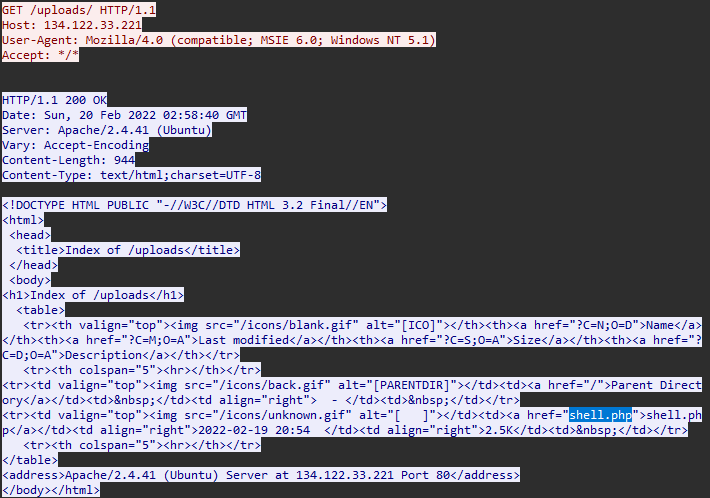 GET /uploads/ HTTP/1.1
Host: 134.122.33.221
User-Agent: Mozilla/4.0 (compatible; MSIE 6.0; Windows NT 5.1)
Accept: */*
HTTP/1.1 200 OK
Date: Sun, 20 Feb 2022 02:58:40 GMT
Server: Apache/2.4.41 (Ubuntu)
Vary: Accept-Encoding
Content-Length: 944
Content-Type: text/html;charset=UTF-8
<!DOCTYPE HTML PUBLIC "-//W3C//DTD HTML 3.2 Final//EN">
<html>
 <head>
  <title>Index of /uploads</title>
 </head>
 <body>
<h1>Index of /uploads</h1>
  <table>
   <tr><th valign="top"><img src="/icons/blank.gif" alt="[ICO]"></th><th><a href="?C=N;O=D">Name</a>
</th><th><a href="?C=M;O=A">Last modified</a></th><th><a href="?C=S;O=A">Size</a></th><th><a href="?
C=D;O=A">Description</a></th></tr>
   <tr><th colspan="5"><hr></th></tr>
<tr><td valign="top"><img src="/icons/back.gif" alt="[PARENTDIR]"></td><td><a href="/">Parent Direct
ory</a></td><td>&nbsp;</td><td align="right">  - </td><td>&nbsp;</td></tr>
<tr><td valign="top"><img src="/icons/unknown.gif" alt="[   ]"></td><td><a href="shell.php">shell.ph
p</a></td><td align="right">2022-02-19 20:54  </td><td align="right">2.5K</td><td>&nbsp;</td></tr>
   <tr><th colspan="5"><hr></th></tr>
</table>
<address>Apache/2.4.41 (Ubuntu) Server at 134.122.33.221 Port 80</address>
</body></html>